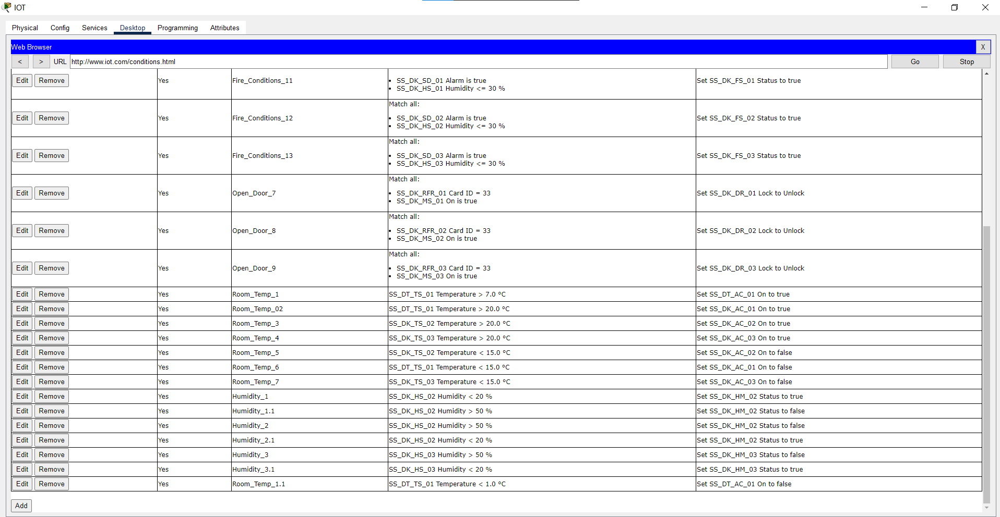 IOT
Physical Config Services Desktop Programming Attributes
Web Browser X
< > URL http://www.iot.com/conditions.html Go Stop
Edit Remove Yes Fire_Conditions_11 • SS_DK_SD_01 Alarm is true Set SS_DK_FS_01 Status to true
• SS_DK_HS_01 Humidity <= 30 %
Match all:
Edit Remove Yes Fire_Conditions_12 • SS_DK_SD_02 Alarm is true Set SS_DK_FS_02 Status to true
• SS_DK_HS_02 Humidity <= 30 %
Match all:
Edit Remove Yes Fire_Conditions_13 • SS_DK_SD_03 Alarm is true Set SS_DK_FS_03 Status to true
• SS_DK_HS_03 Humidity <= 30 %
Match all:
Edit Remove Yes Open_Door_7 • SS_DK_RFR_01 Card ID = 33 Set SS_DK_DR_01 Lock to Unlock
• SS_DK_MS_01 On is true
Match all:
Edit Remove Yes Open_Door_8 • SS_DK_RFR_02 Card ID = 33 Set SS_DK_DR_02 Lock to Unlock
• SS_DK_MS_02 On is true
Match all:
Edit Remove Yes Open_Door_9 • SS_DK_RFR_03 Card ID = 33 Set SS_DK_DR_03 Lock to Unlock
• SS_DK_MS_03 On is true
Edit Remove Yes Room_Temp_1 SS_DT_TS_01 Temperature > 7.0 °C Set SS_DT_AC_01 On to true
Edit Remove Yes Room_Temp_02 SS_DT_TS_01 Temperature > 20.0 °C Set SS_DK_AC_01 On to true
Edit Remove Yes Room_Temp_3 SS_DK_TS_02 Temperature > 20.0 °C Set SS_DK_AC_02 On to true
Edit Remove Yes Room_Temp_4 SS_DK_TS_03 Temperature > 20.0 °C Set SS_DK_AC_03 On to true
Edit Remove Yes Room_Temp_5 SS_DK_TS_02 Temperature < 15.0 °C Set SS_DK_AC_02 On to false
Edit Remove Yes Room_Temp_6 SS_DT_TS_01 Temperature < 15.0 °C Set SS_DK_AC_01 On to false
Edit Remove Yes Room_Temp_7 SS_DK_TS_03 Temperature < 15.0 °C Set SS_DK_AC_03 On to false
Edit Remove Yes Humidity_1 SS_DK_HS_02 Humidity < 20 % Set SS_DK_HM_02 Status to true
Edit Remove Yes Humidity_1.1 SS_DK_HS_02 Humidity > 50 % Set SS_DK_HM_02 Status to false
Edit Remove Yes Humidity_2 SS_DK_HS_02 Humidity > 50 % Set SS_DK_HM_02 Status to false
Edit Remove Yes Humidity_2.1 SS_DK_HS_02 Humidity < 20 % Set SS_DK_HM_02 Status to true
Edit Remove Yes Humidity_3 SS_DK_HS_03 Humidity > 50 % Set SS_DK_HM_03 Status to false
Edit Remove Yes Humidity_3.1 SS_DK_HS_03 Humidity < 20 % Set SS_DK_HM_03 Status to true
Edit Remove Yes Room_Temp_1.1 SS_DT_TS_01 Temperature < 1.0 °C Set SS_DT_AC_01 On to false
Add